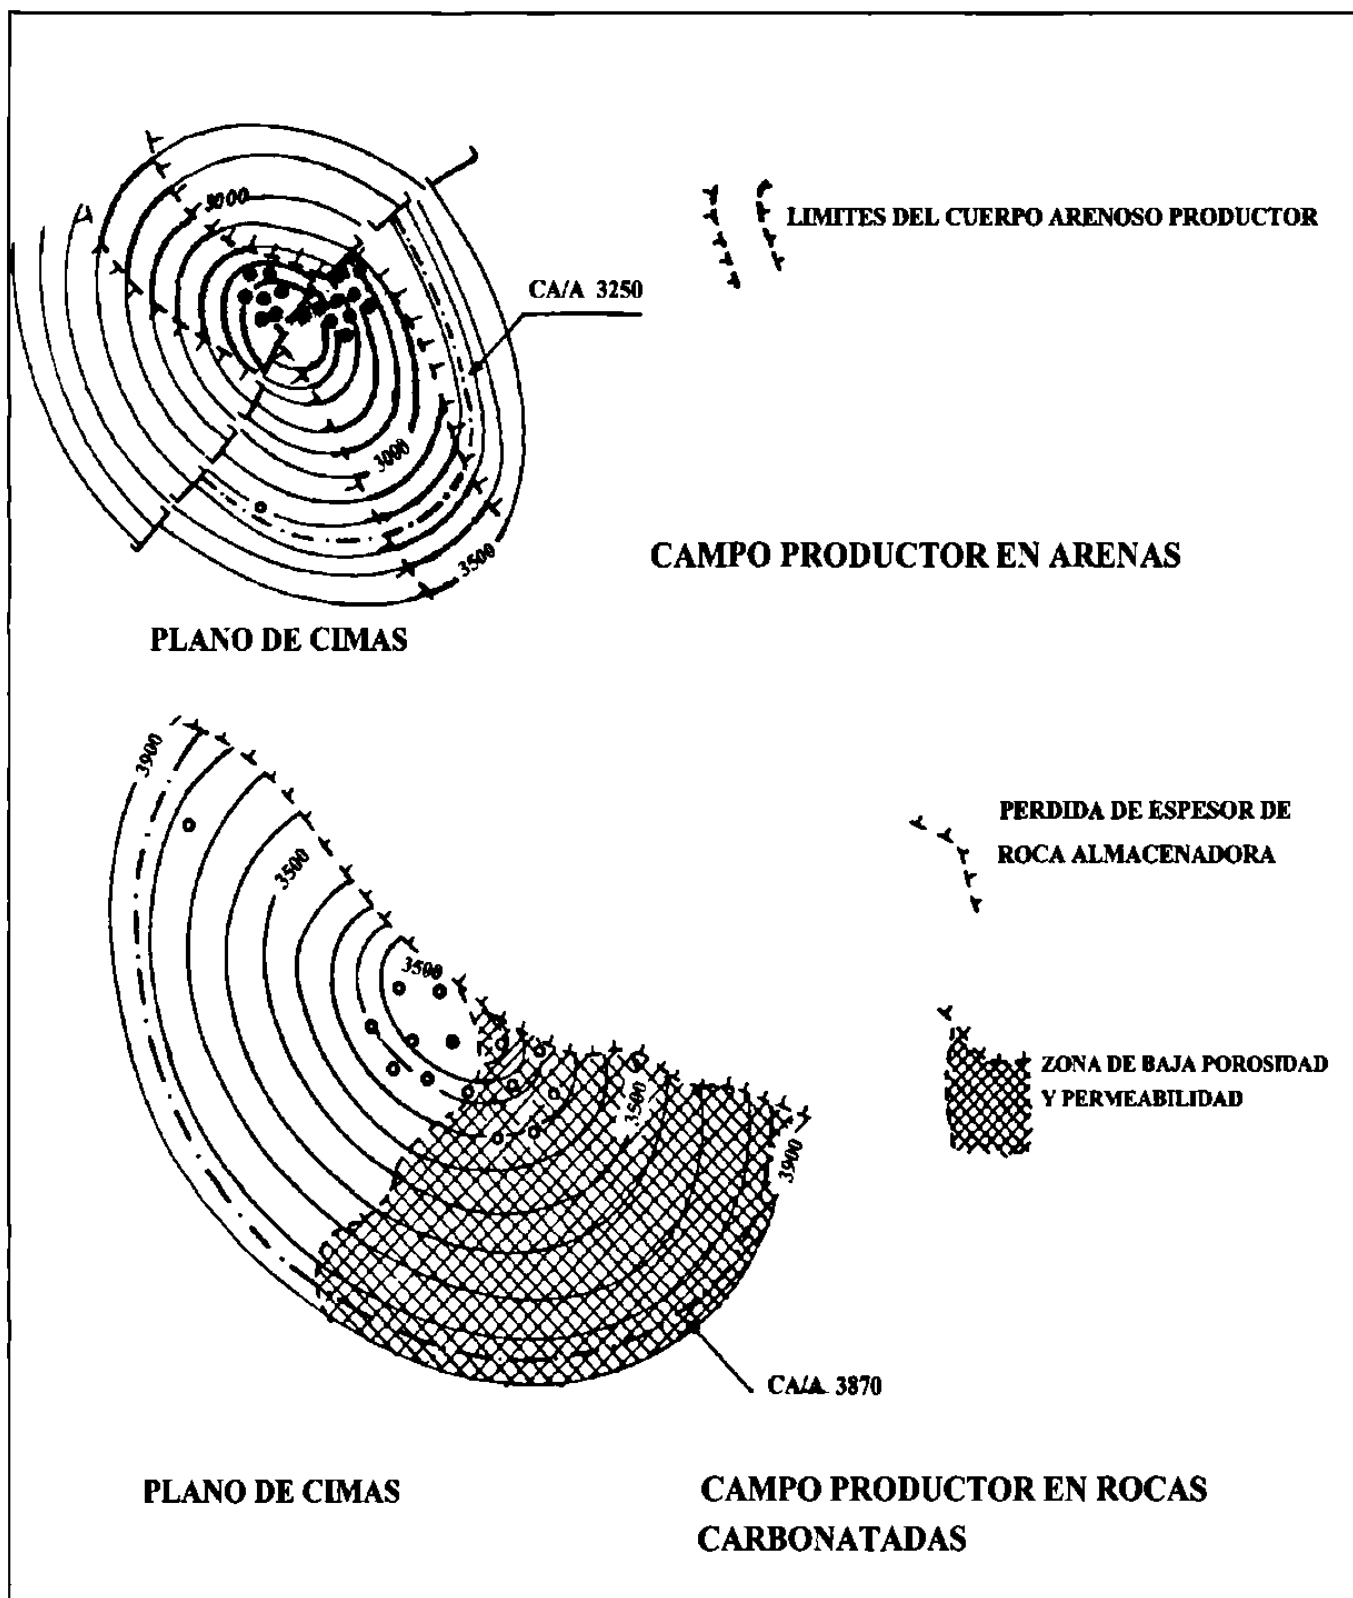 3000
LIMITES DEL CUERPO ARENOSO PRODUCTOR
CA/A 3250
3000
3500
CAMPO PRODUCTOR EN ARENAS
PLANO DE CIMAS
3900
3500
3500
PERDIDA DE ESPESOR DE
ROCA ALMACENADORA
ZONA DE BAJA POROSIDAD
Y PERMEABILIDAD
3500
3900
CA/A 3870
PLANO DE CIMAS
CAMPO PRODUCTOR EN ROCAS
CARBONATADAS